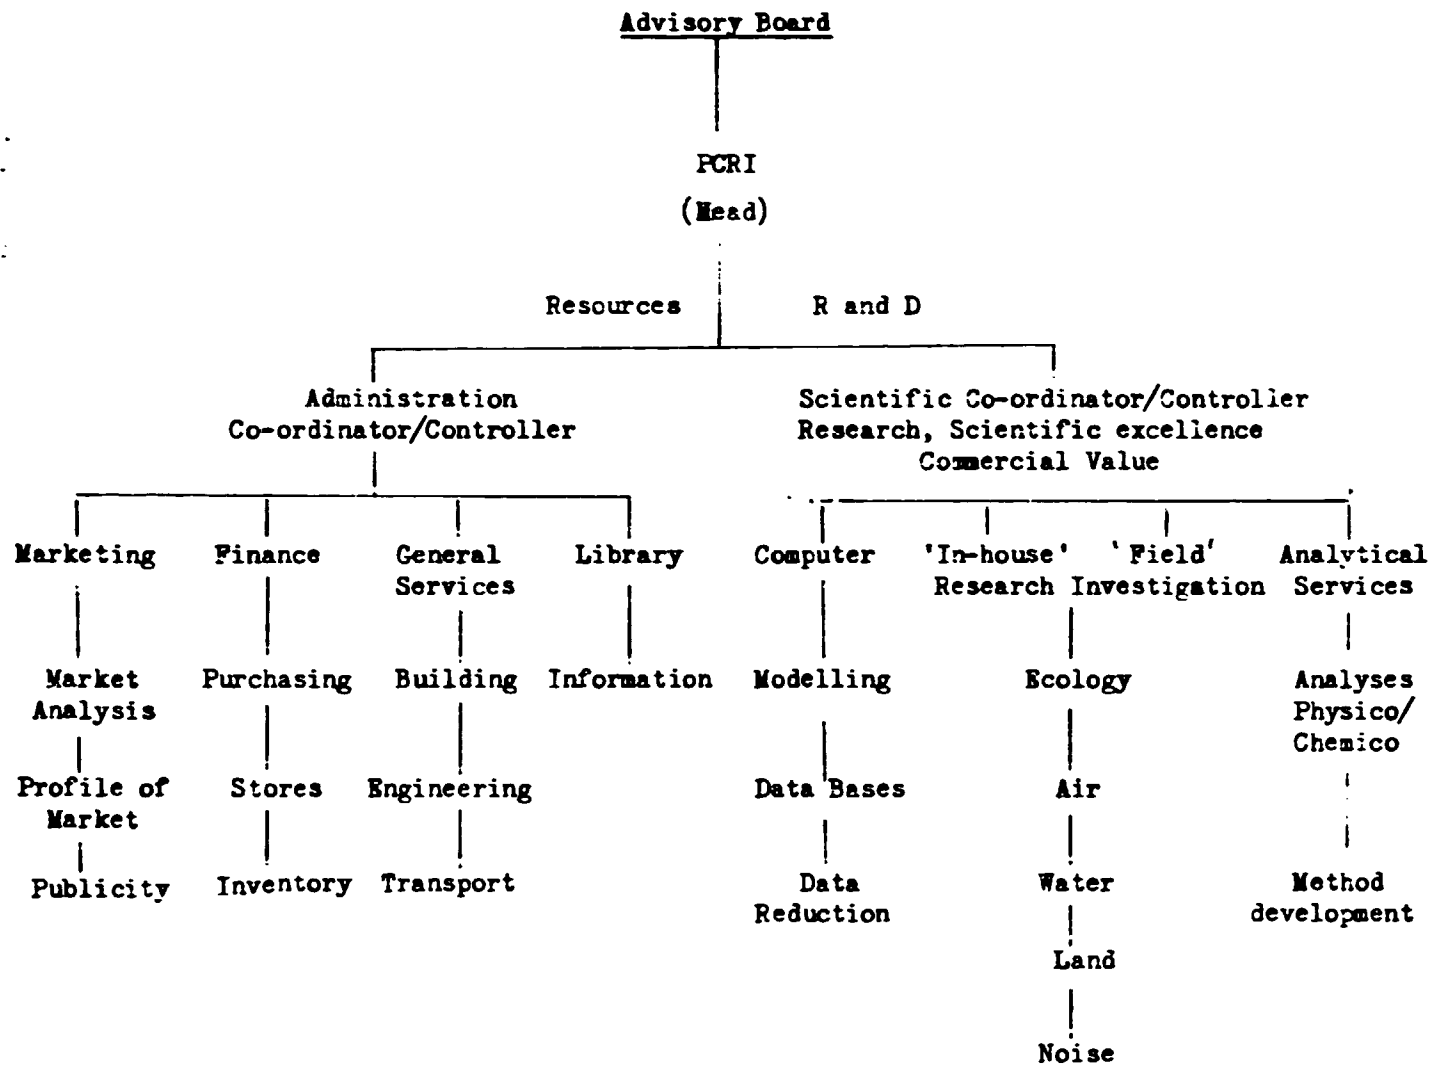 Advisory Board
PCRI
(Head)
Resources R and D
Administration
Co-ordinator/Controller
Scientific Co-ordinator/Controller
Research, Scientific excellence
Commercial Value
Marketing Finance General Services Library Computer 'In-house' Research 'Field' Investigation Analytical Services
Market Analysis Purchasing Building Information Modelling Ecology Analyses Physico/ Chemico
Profile of Market Stores Engineering Data Bases Air
Publicity Inventory Transport Data Reduction Water Method development
Land
Noise